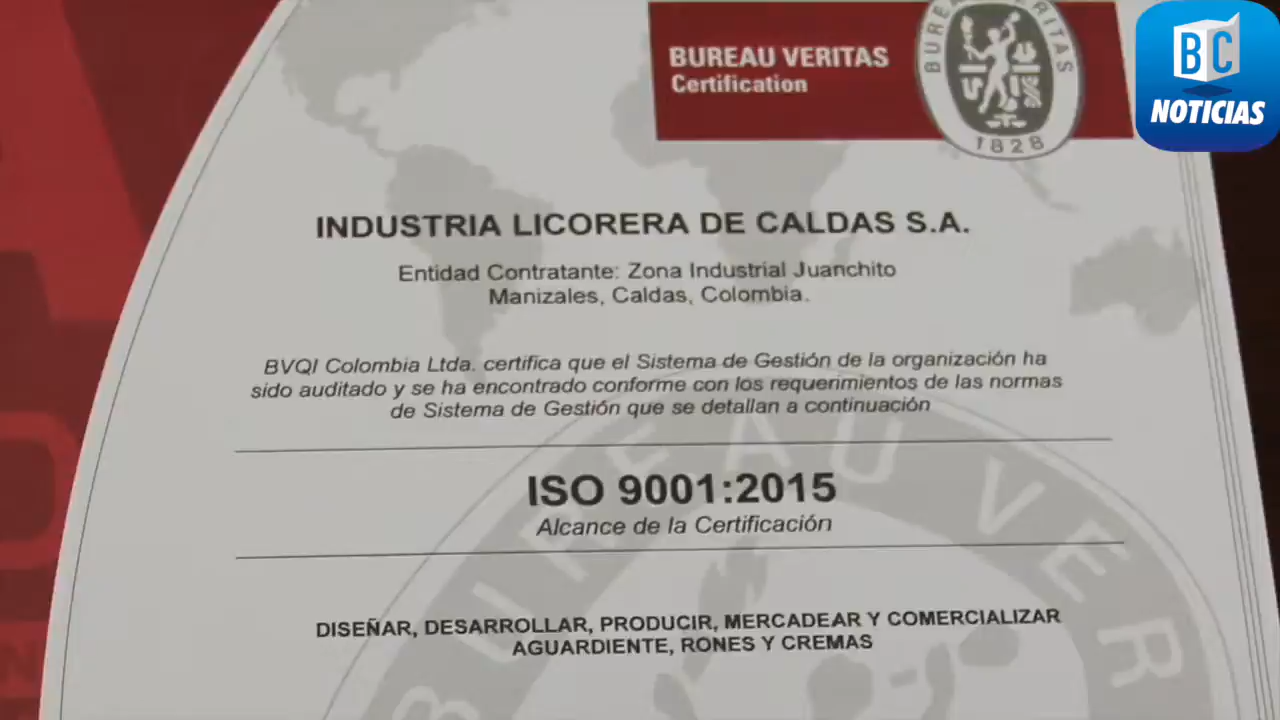 BUREAU VERITAS
Certification
BUREAU VERITAS
1828
BC
NOTICIAS
INDUSTRIA LICORERA DE CALDAS S.A.
Entidad Contratante: Zona Industrial Juanchito
Manizales, Caldas, Colombia.
BVQI Colombia Ltda. certifica que el Sistema de Gestión de la organización ha
sido auditado y se ha encontrado conforme con los requerimientos de las normas
de Sistema de Gestión que se detallan a continuación
ISO 9001:2015
Alcance de la Certificación
DISEÑAR, DESARROLLAR, PRODUCIR, MERCADEAR Y COMERCIALIZAR
AGUARDIENTE, RONES Y CREMAS
BUREAU VER